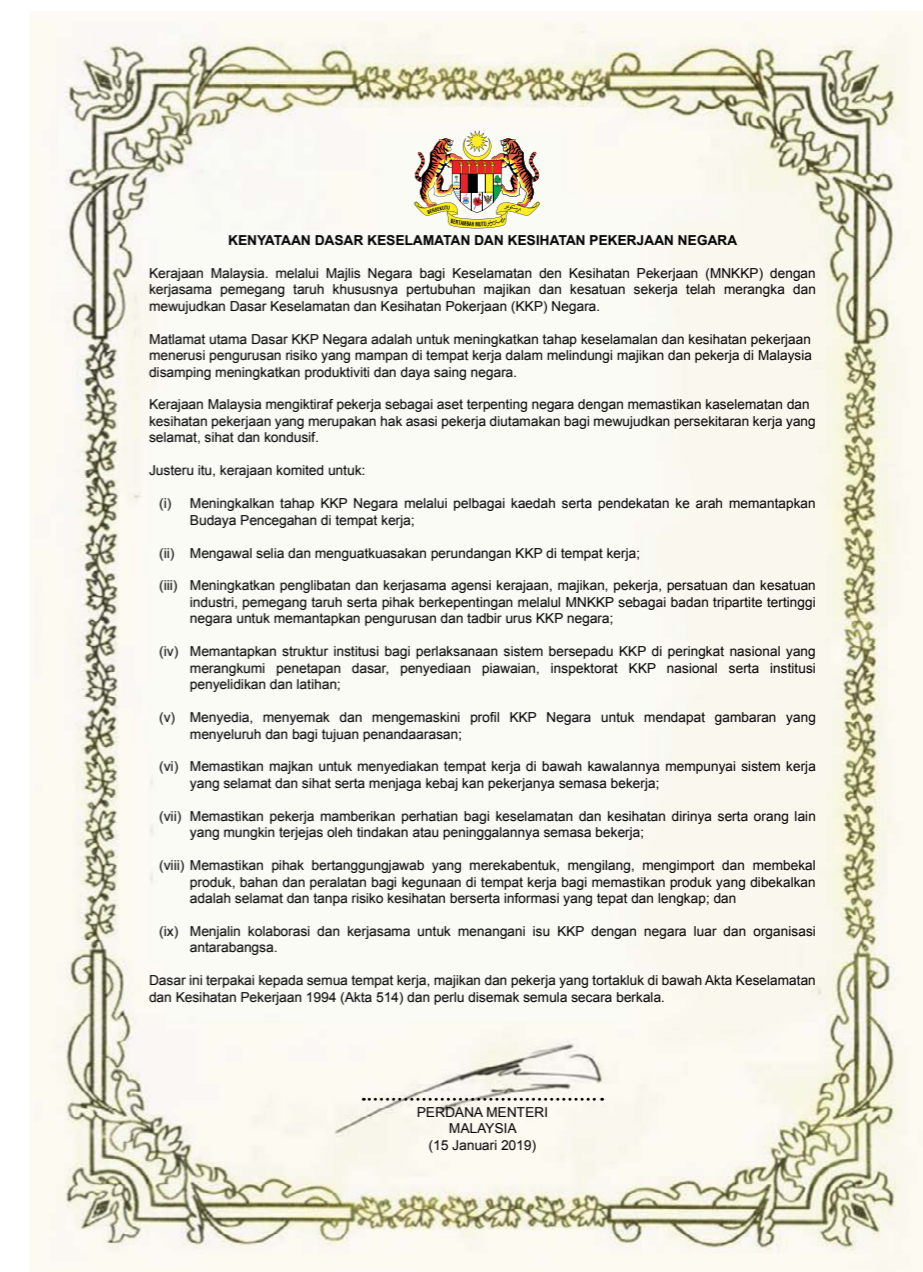 BERSEKUTU BERTAMBAH MUTU
KENYATAAN DASAR KESELAMATAN DAN KESIHATAN PEKERJAAN NEGARA
Kerajaan Malaysia. melalui Majlis Negara bagi Keselamatan den Kesihatan Pekerjaan (MNKKP) dengan
kerjasama pemegang taruh khususnya pertubuhan majikan dan kesatuan sekerja telah merangka dan
mewujudkan Dasar Keselamatan dan Kesihatan Pokerjaan (KKP) Negara.
Matlamat utama Dasar KKP Negara adalah untuk meningkatkan tahap keselamalan dan kesihatan pekerjaan
menerusi pengurusan risiko yang mampan di tempat kerja dalam melindungi majikan dan pekerja di Malaysia
disamping meningkatkan produktiviti dan daya saing negara.
Kerajaan Malaysia mengiktiraf pekerja sebagai aset terpenting negara dengan memastikan kaselematan dan
kesihatan pekerjaan yang merupakan hak asasi pekerja diutamakan bagi mewujudkan persekitaran kerja yang
selamat, sihat dan kondusif.
Justeru itu, kerajaan komited untuk:
(i) Meningkalkan tahap KKP Negara melalui pelbagai kaedah serta pendekatan ke arah memantapkan
Budaya Pencegahan di tempat kerja;
(ii) Mengawal selia dan menguatkuasakan perundangan KKP di tempat kerja;
(iii) Meningkatkan penglibatan dan kerjasama agensi kerajaan, majikan, pekerja, persatuan dan kesatuan
industri, pemegang taruh serta pihak berkepentingan melalul MNKKP sebagai badan tripartite tertinggi
negara untuk memantapkan pengurusan dan tadbir urus KKP negara;
(iv) Memantapkan struktur institusi bagi perlaksanaan sistem bersepadu KKP di peringkat nasional yang
merangkumi penetapan dasar, penyediaan piawaian, inspektorat KKP nasional serta institusi
penyelidikan dan latihan;
(v) Menyedia, menyemak dan mengemaskini profil KKP Negara untuk mendapat gambaran yang
menyeluruh dan bagi tujuan penandaarasan;
(vi) Memastikan majkan untuk menyediakan tempat kerja di bawah kawalannya mempunyai sistem kerja
yang selamat dan sihat serta menjaga kebaj kan pekerjanya semasa bekerja;
(vii) Memastikan pekerja mamberikan perhatian bagi keselamatan dan kesihatan dirinya serta orang lain
yang mungkin terjejas oleh tindakan atau peninggalannya semasa bekerja;
(viii) Memastikan pihak bertanggungjawab yang merekabentuk, mengilang, mengimport dan membekal
produk, bahan dan peralatan bagi kegunaan di tempat kerja bagi memastikan produk yang dibekalkan
adalah selamat dan tanpa risiko kesihatan berserta informasi yang tepat dan lengkap; dan
(ix) Menjalin kolaborasi dan kerjasama untuk menangani isu KKP dengan negara luar dan organisasi
antarabangsa.
Dasar ini terpakai kepada semua tempat kerja, majikan dan pekerja yang tortakluk di bawah Akta Keselamatan
dan Kesihatan Pekerjaan 1994 (Akta 514) dan perlu disemak semula secara berkala.
PERDANA MENTERI
MALAYSIA
(15 Januari 2019)